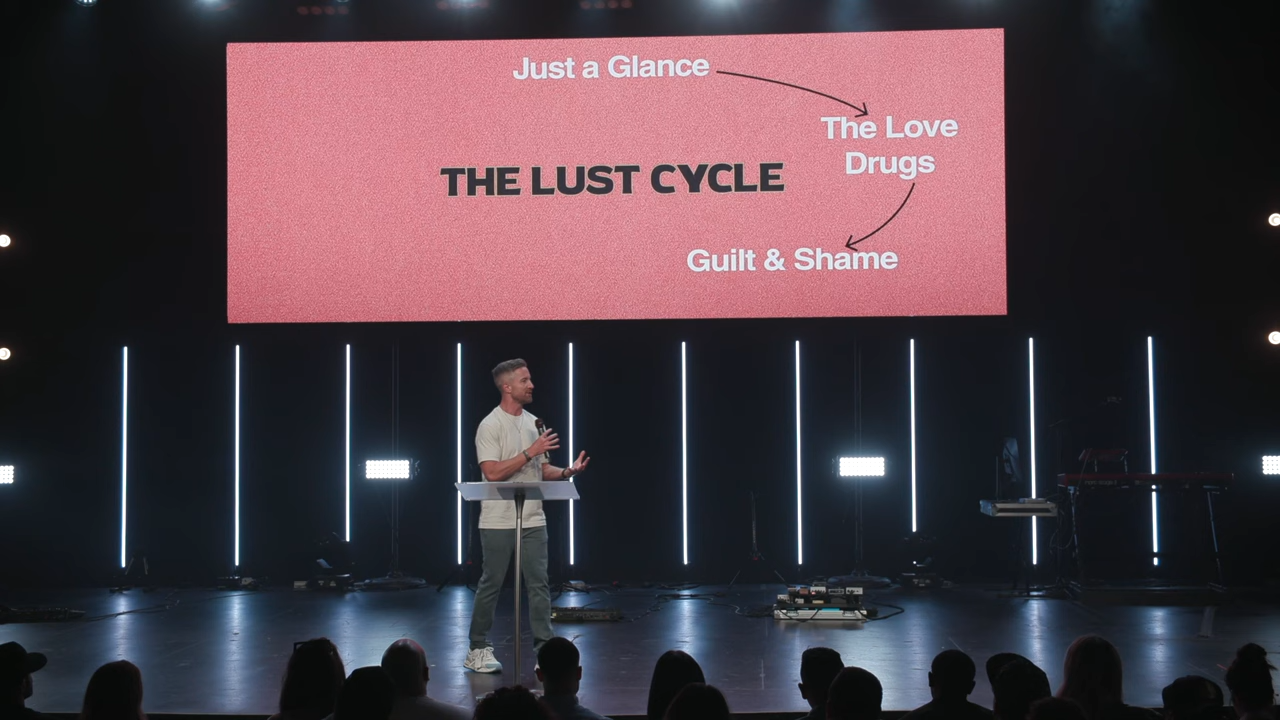 Just a Glance
The Love
Drugs
THE LUST CYCLE
Guilt & Shame